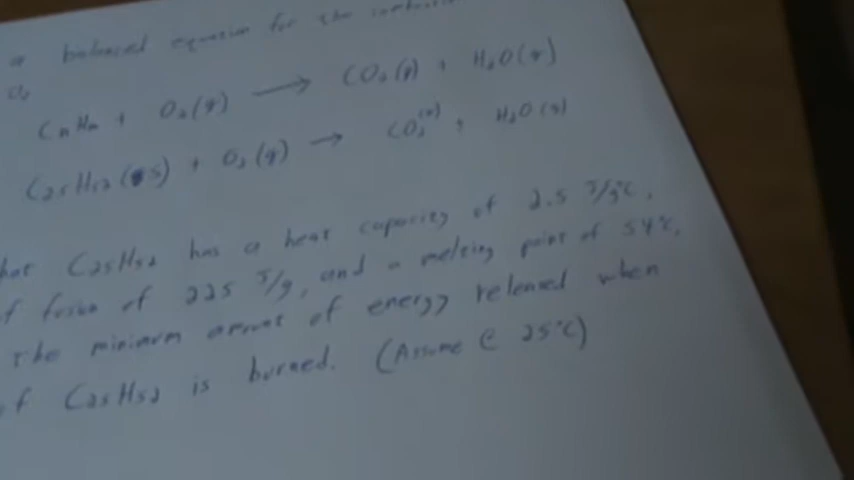 a balanced equation for the
O₂
CnHm + O₂(g) → CO₂(g) + H₂O(g)
C₂₅H₅₂(s) + O₂(g) → CO₂(g) + H₂O(g)
C₂₅H₅₂ has a heat capacity of 2.5 J/g°C,
of fusion of 225 J/g, and a melting point of 54°C,
the minimum amount of energy released when
of C₂₅H₅₂ is burned. (Assume @ 25°C)